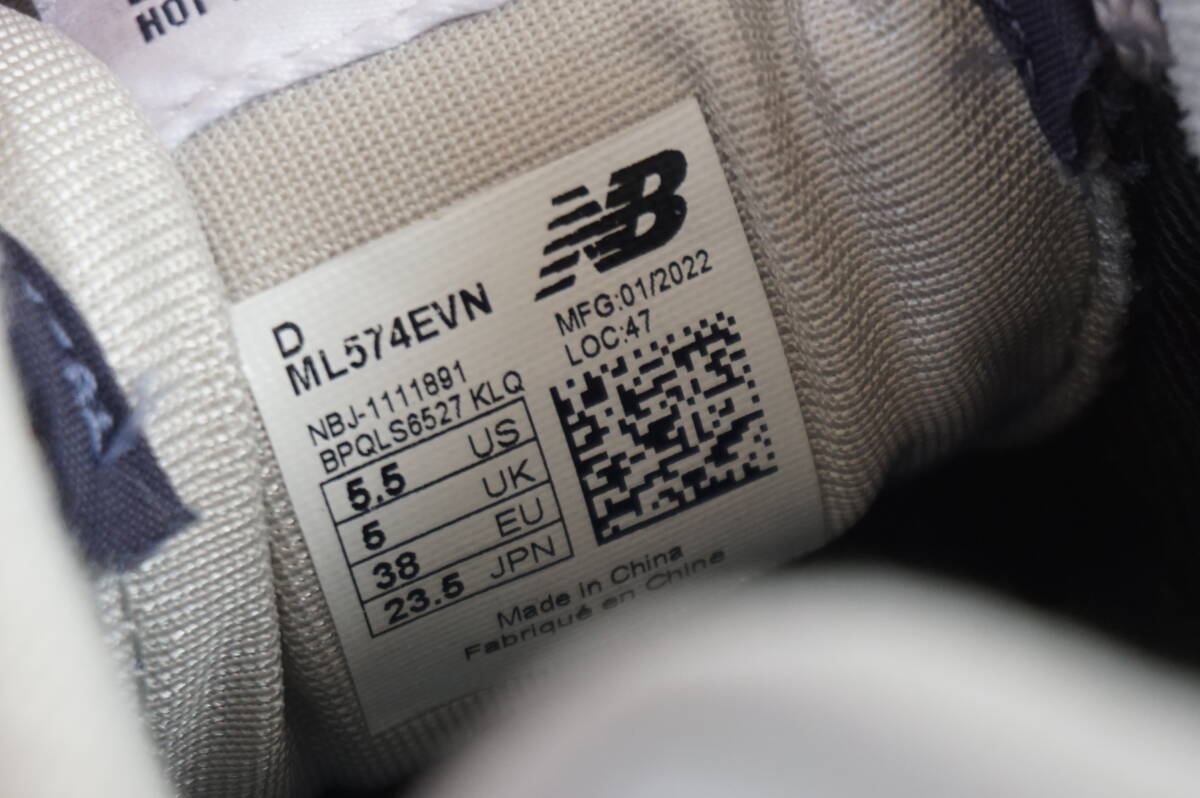 HOT
NB
D
ML574EVN
MFG:01/2022
LOC:47
NBJ-1111891
BPQLS6527 KLQ
5.5 US
5 UK
38 EU
23.5 JPN
Made in China
Fabriqué en Chine